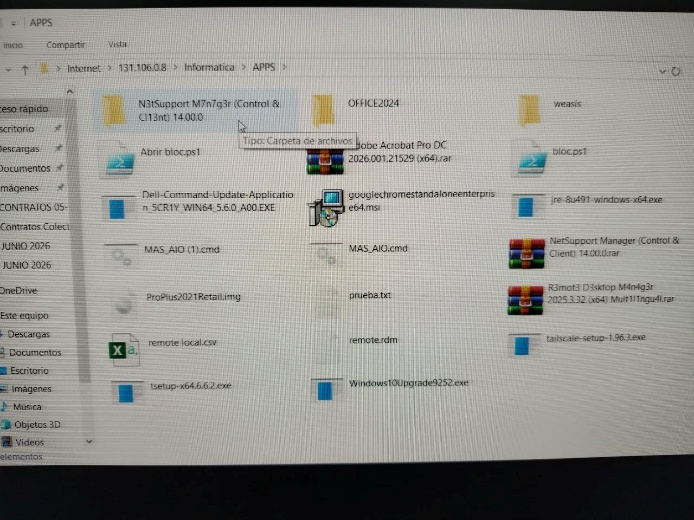 APPS
Inicio
Compartir
Vista
Internet > 131.106.0.8 > Informatica > APPS >
ceso rápido
scritorio
escargas
Documentos
mágenes
CONTRATOS 05-
Contratos Colecti
JUNIO 2026
JUNIO 2026
OneDrive
Este equipo
Descargas
Documentos
Escritorio
Imágenes
Música
Objetos 3D
Videos
elementos
N3tSupport M7n7g3r (Control &
Cl13nt) 14.00.0
OFFICE2024
weasis
Tipo: Carpeta de archivos
Abrir bloc.ps1
dobe Acrobat Pro DC
2026.001.21529 (x64).rar
bloc.ps1
Dell-Command-Update-Applicatio
n_5CR1Y_WIN64_5.6.0_A00.EXE
googlechromestandaloneenterpris
e64.msi
jre-8u491-windows-x64.exe
MAS_AIO (1).cmd
MAS_AIO.cmd
NetSupport Manager (Control &
Client) 14.00.0.rar
ProPlus2021Retail.img
prueba.txt
R3mot3 D3sktop M4n4g3r
2025.3.32 (x64) Mult1l1ngu4l.rar
remote local.csv
remote.rdm
tailscale-setup-1.96.3.exe
tsetup-x64.6.6.2.exe
Windows10Upgrade9252.exe